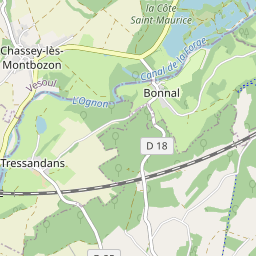 la Côte
Saint-Maurice
Chassey-lès-
Montbozon
Canal de la Forge
Vesoul
L'Ognon
Bonnal
D 18
Tressandans